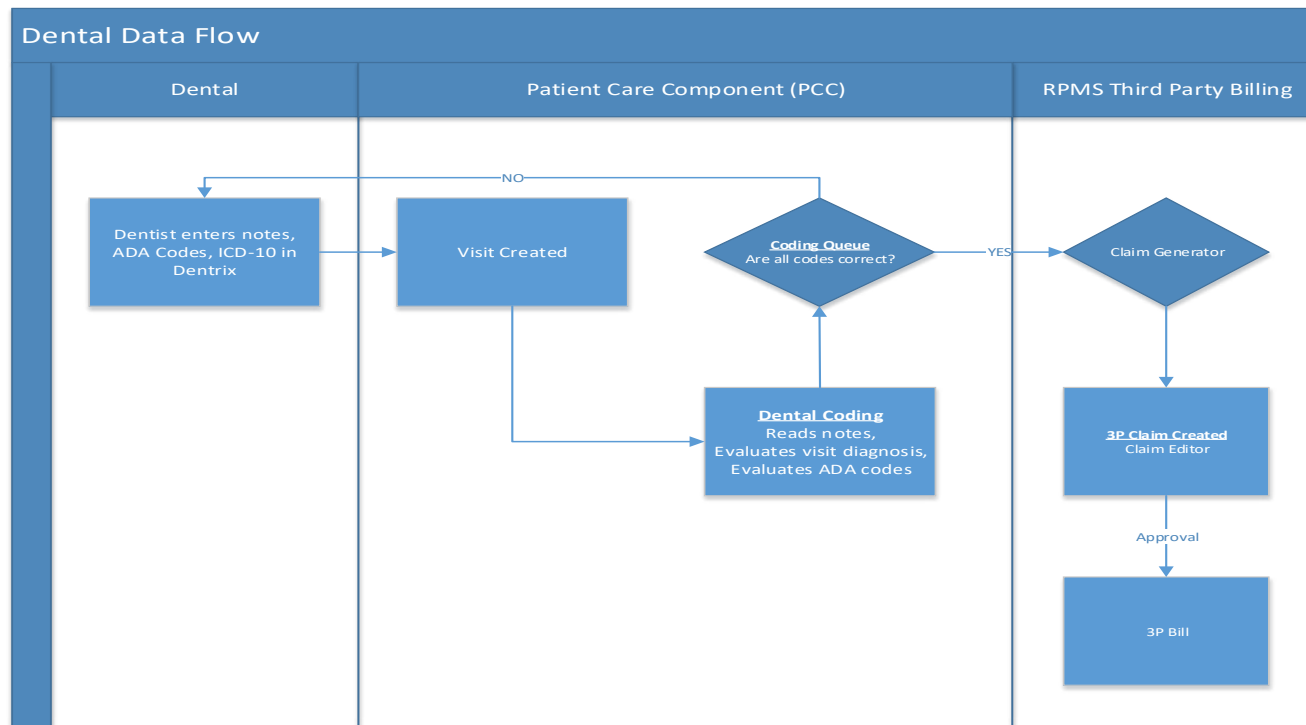 Dental Data Flow
Dental
Patient Care Component (PCC)
RPMS Third Party Billing
NO
Dentist enters notes,
ADA Codes, ICD-10 in
Dentrix
Visit Created
Coding Queue
Are all codes correct?
YES
Claim Generator
Dental Coding
Reads notes,
Evaluates visit diagnosis,
Evaluates ADA codes
3P Claim Created
Claim Editor
Approval
3P Bill